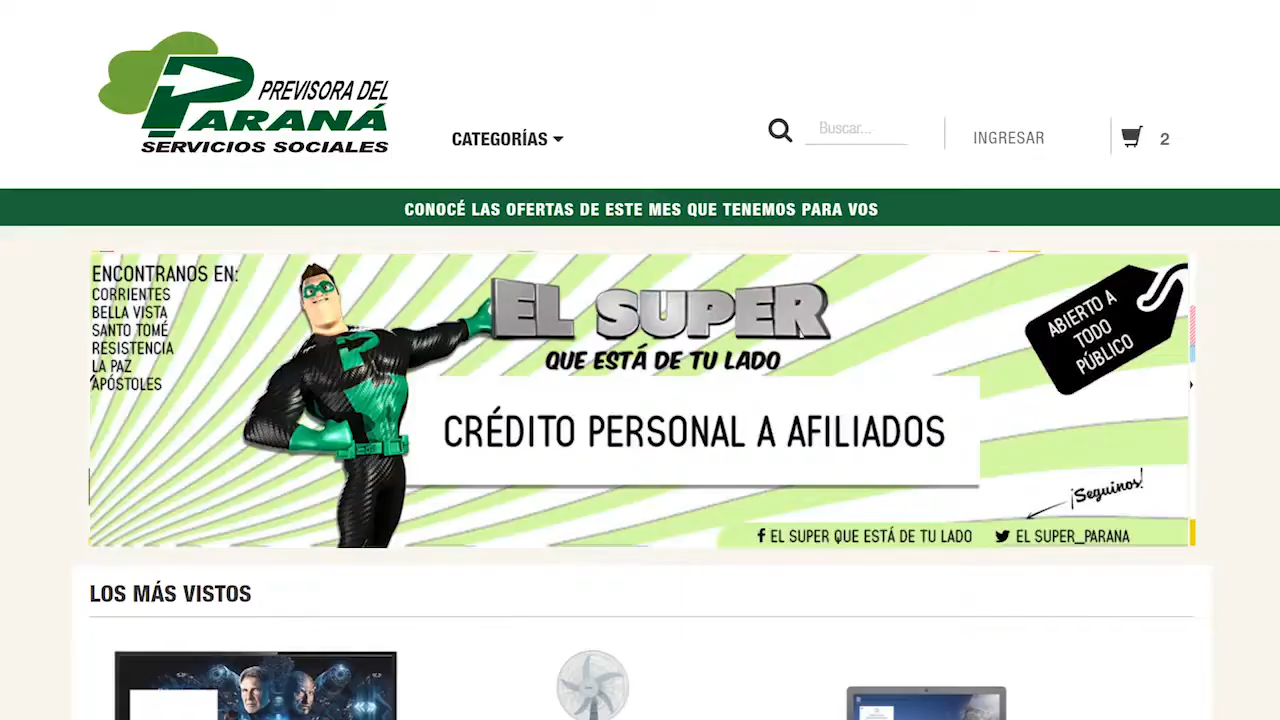 PREVISORA DEL
PARANÁ
SERVICIOS SOCIALES
CATEGORÍAS
Buscar...
INGRESAR
2
CONOCÉ LAS OFERTAS DE ESTE MES QUE TENEMOS PARA VOS
ENCONTRANOS EN:
CORRIENTES
BELLA VISTA
SANTO TOMÉ
RESISTENCIA
LA PAZ
APÓSTOLES
EL SUPER
QUE ESTÁ DE TU LADO
CRÉDITO PERSONAL A AFILIADOS
ABIERTO A
TODO
PÚBLICO
¡Seguinos!
EL SUPER QUE ESTÁ DE TU LADO
EL SUPER_PARANA
LOS MÁS VISTOS